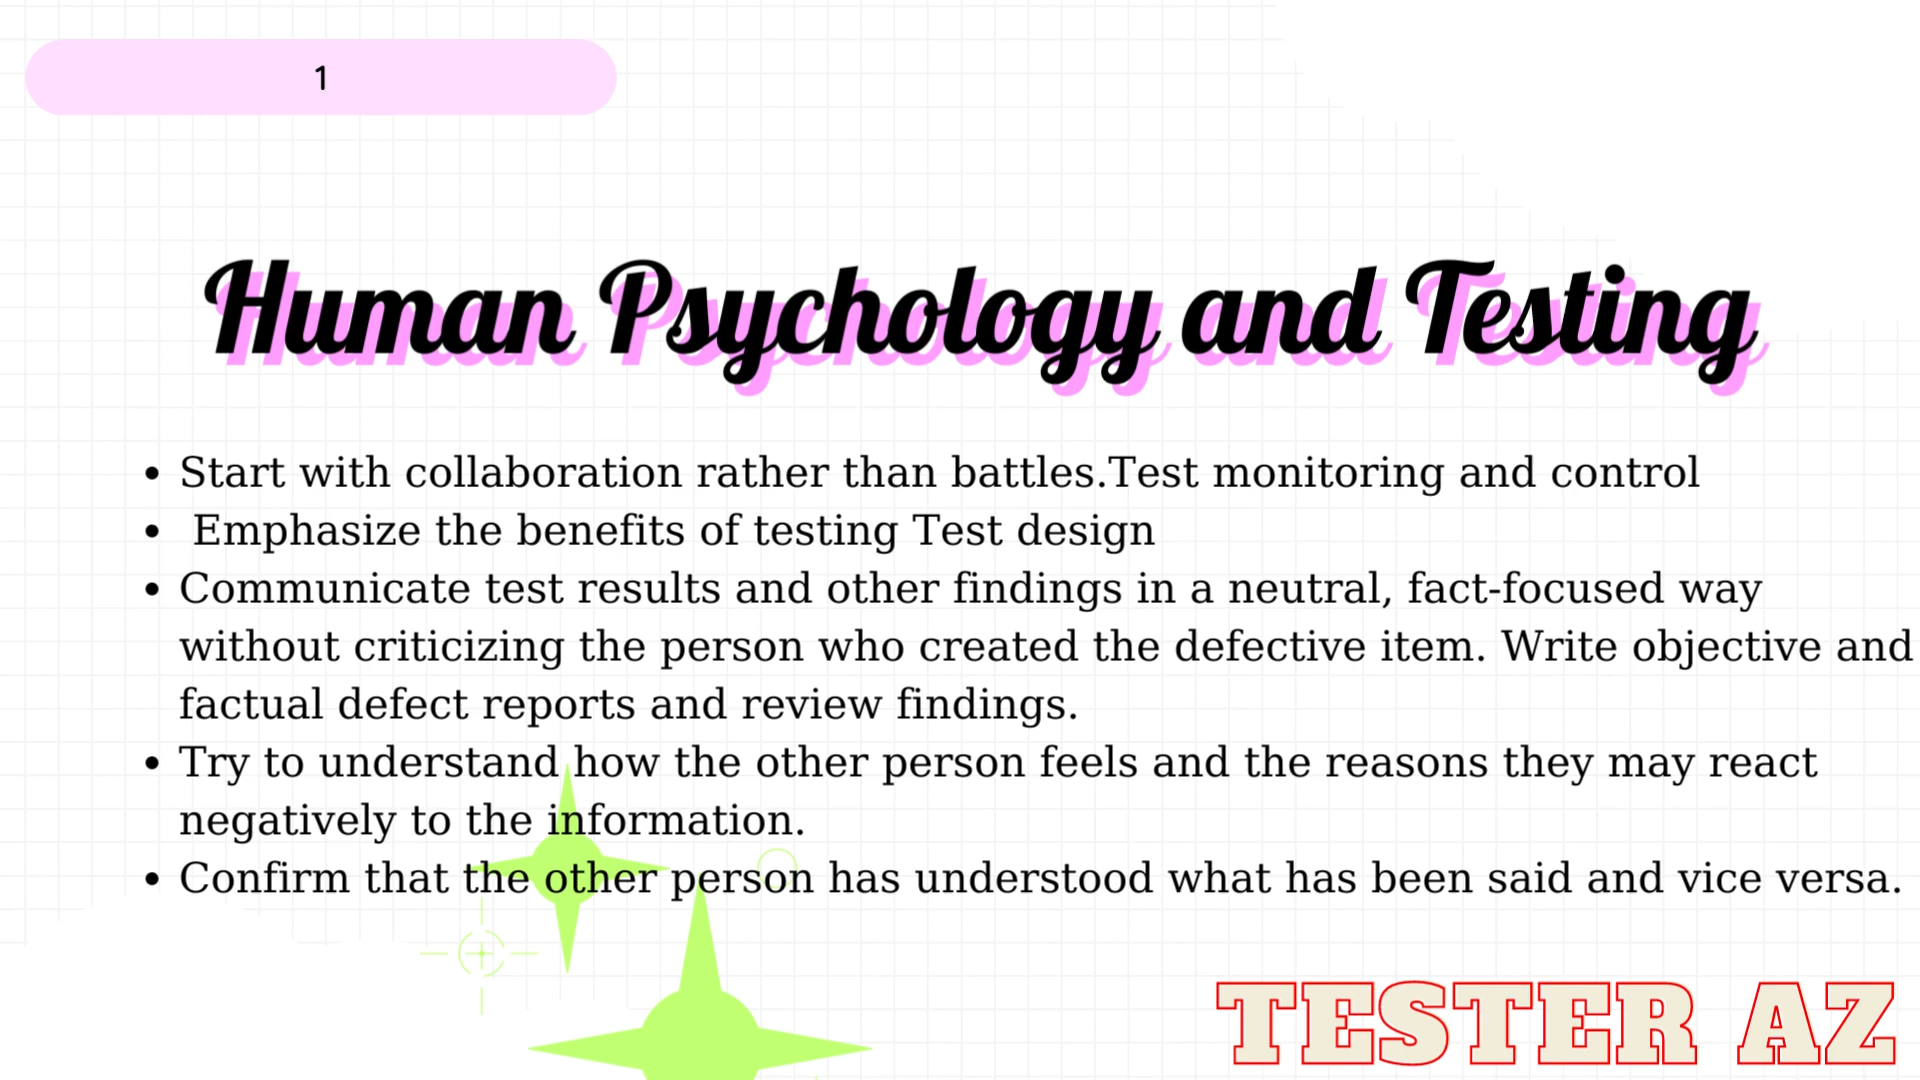 1
Human Psychology and Testing
• Start with collaboration rather than battles.Test monitoring and control
• Emphasize the benefits of testing Test design
• Communicate test results and other findings in a neutral, fact-focused way
without criticizing the person who created the defective item. Write objective and
factual defect reports and review findings.
• Try to understand how the other person feels and the reasons they may react
negatively to the information.
• Confirm that the other person has understood what has been said and vice versa.
TESTER AZ